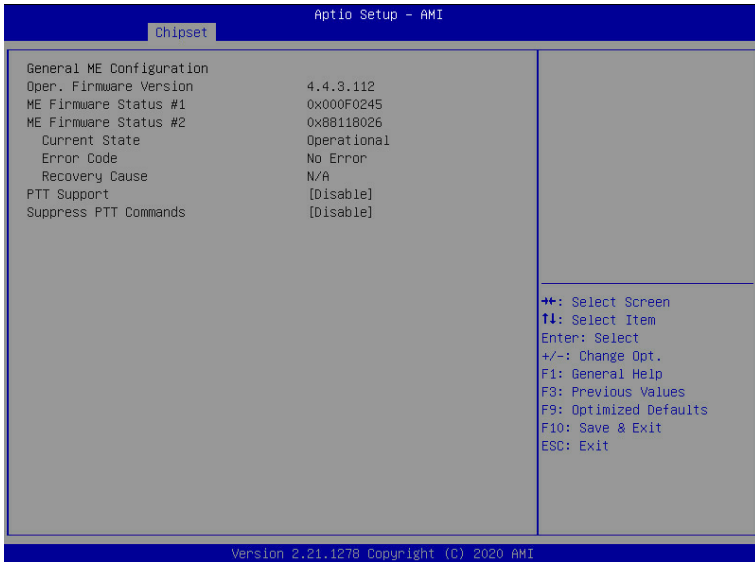 Aptio Setup – AMI
Chipset
General ME Configuration
Oper. Firmware Version 4.4.3.112
ME Firmware Status #1 0x000F0245
ME Firmware Status #2 0x88118026
Current State Operational
Error Code No Error
Recovery Cause N/A
PTT Support [Disable]
Suppress PTT Commands [Disable]
→←: Select Screen
↑↓: Select Item
Enter: Select
+/-: Change Opt.
F1: General Help
F3: Previous Values
F9: Optimized Defaults
F10: Save & Exit
ESC: Exit
Version 2.21.1278 Copyright (C) 2020 AMI